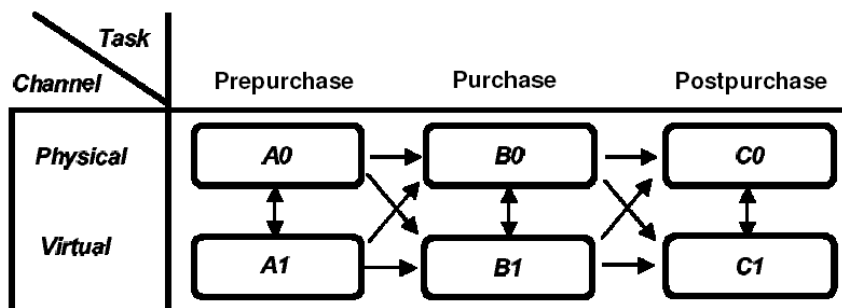 Task
Channel
Prepurchase Purchase Postpurchase
Physical A0 B0 C0
Virtual A1 B1 C1